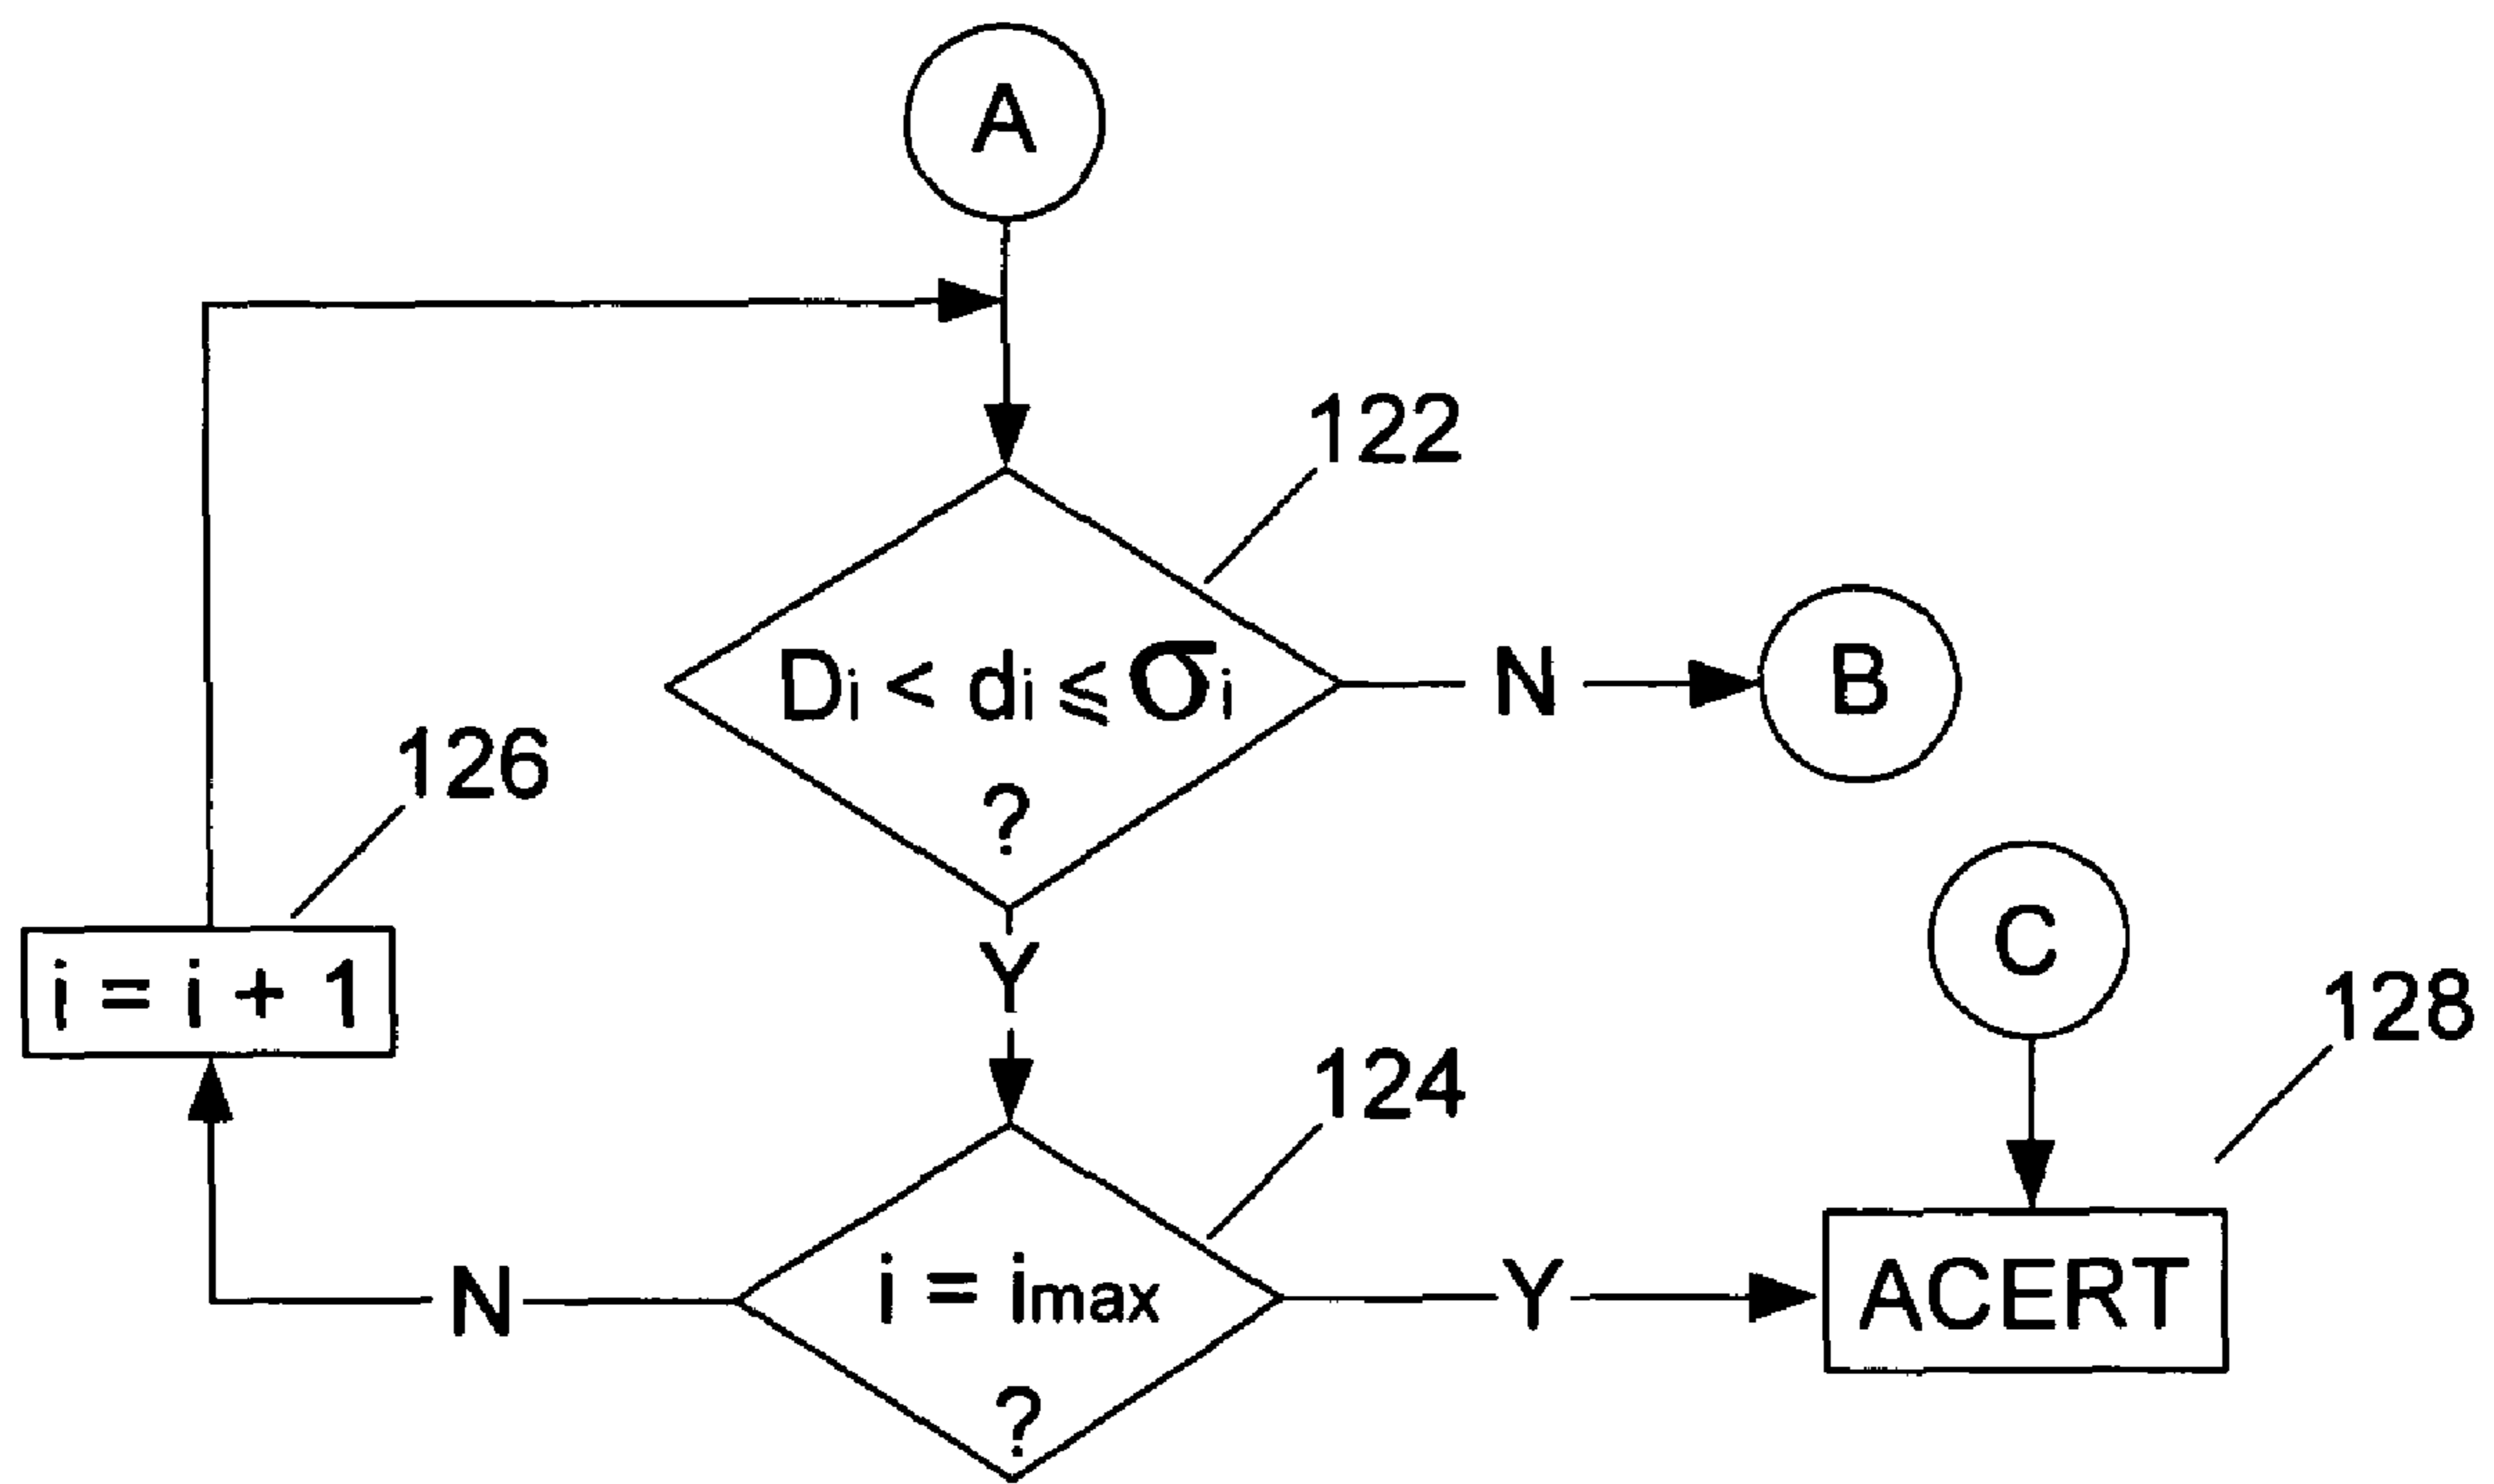 A
122
Di < di ≤ σi
?
N
B
126
Y
C
i = i + 1
128
124
i = imax
?
N
Y
ACERT